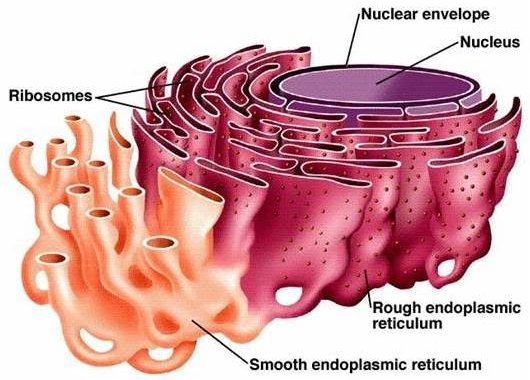 Nuclear envelope
Nucleus
Ribosomes
Rough endoplasmic
reticulum
Smooth endoplasmic reticulum